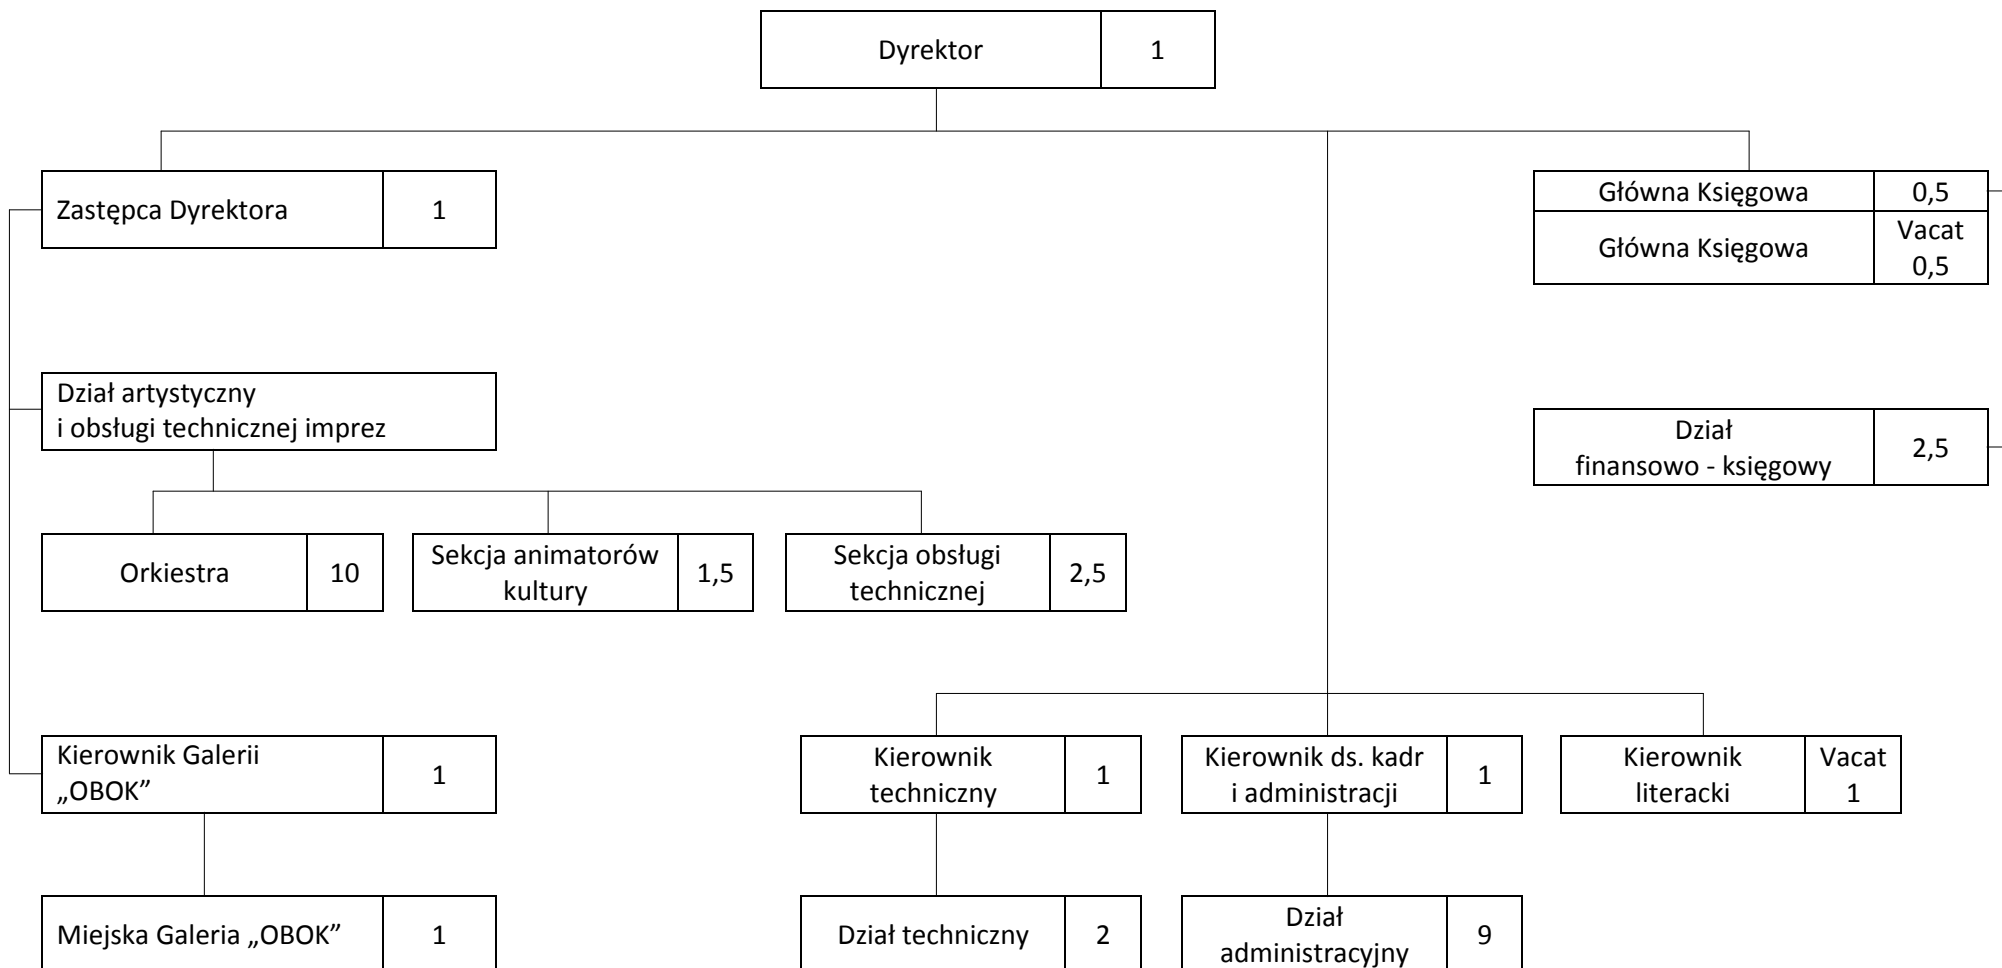 Dyrektor 1
Zastępca Dyrektora 1
Główna Księgowa 0,5
Główna Księgowa Vacat
0,5
Dział artystyczny
i obsługi technicznej imprez
Dział
finansowo - księgowy 2,5
Orkiestra 10
Sekcja animatorów
kultury 1,5
Sekcja obsługi
technicznej 2,5
Kierownik Galerii
„OBOK” 1
Kierownik
techniczny 1
Kierownik ds. kadr
i administracji 1
Kierownik
literacki
Vacat
1
Miejska Galeria „OBOK” 1
Dział techniczny 2
Dział
administracyjny 9